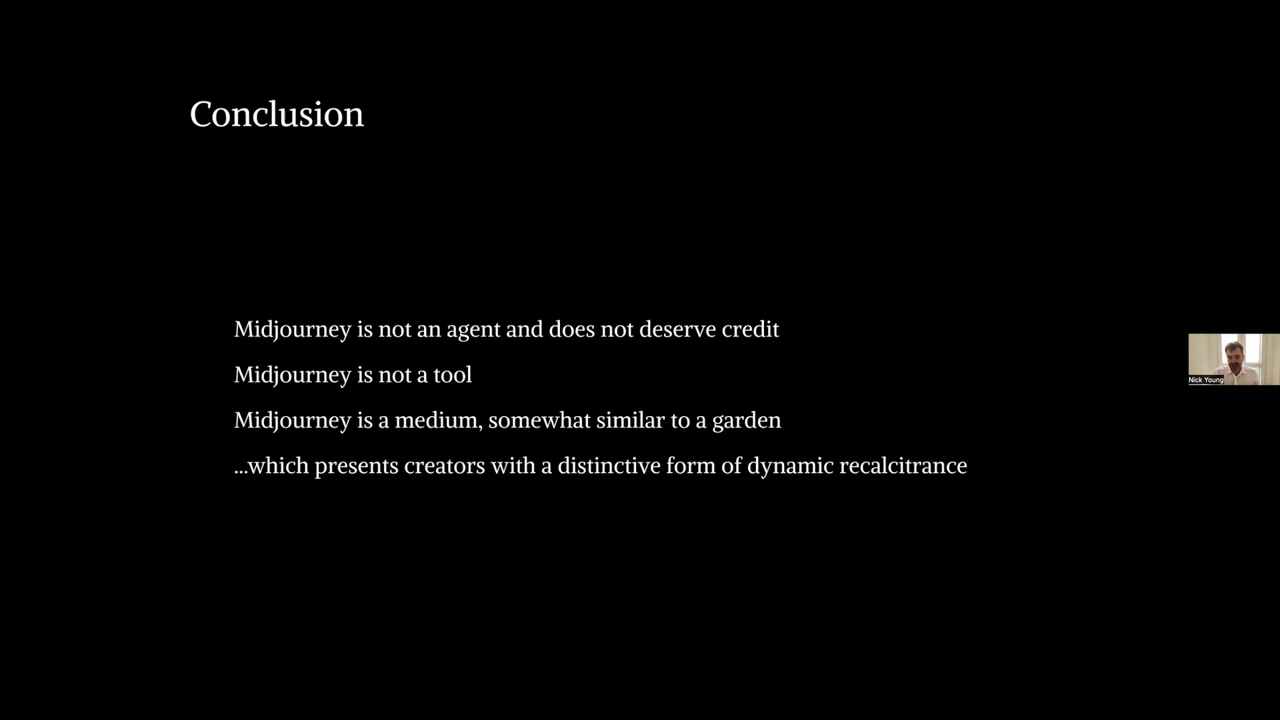 Conclusion
Midjourney is not an agent and does not deserve credit
Midjourney is not a tool
Midjourney is a medium, somewhat similar to a garden
...which presents creators with a distinctive form of dynamic recalcitrance
Nick Young